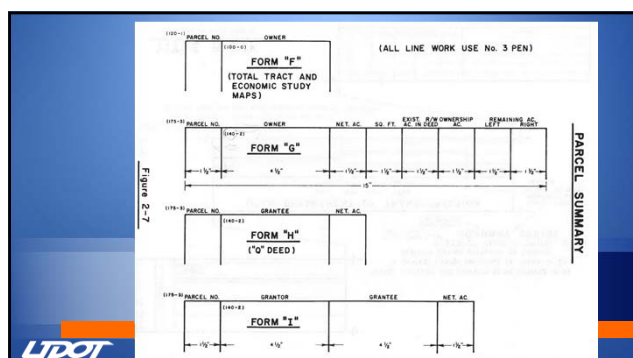 (120-1) PARCEL NO. OWNER
(100-0)
FORM "F"
(TOTAL TRACT AND
ECONOMIC STUDY
MAPS)
(ALL LINE WORK USE No. 3 PEN)
(175-3) PARCEL NO. OWNER NET. AC. SQ. FT. EXIST. R/W AC. IN DEED OWNERSHIP AC. REMAINING AC. LEFT RIGHT
(140-2)
FORM "G"
1½" 4½" 1½" 1½" 1½" 1½" 1½" 1½"
15"
PARCEL SUMMARY
Figure 2-7
(175-3) PARCEL NO. GRANTEE NET. AC.
(140-2)
FORM "H"
("Q" DEED)
(175-3) PARCEL NO. GRANTOR GRANTEE NET. AC.
(140-2)
FORM "I"
1½" 4½" 4½" 1½"